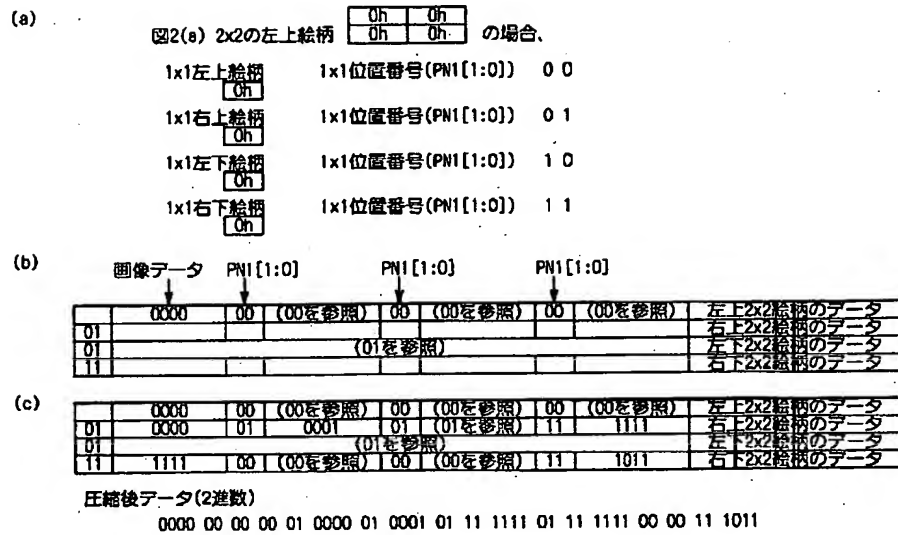 (a)
図2(a) 2x2の左上絵柄 0h 0h の場合、
0h 0h
1x1左上絵柄 1x1位置番号(PN1[1:0]) 0 0
0h
1x1右上絵柄 1x1位置番号(PN1[1:0]) 0 1
0h
1x1左下絵柄 1x1位置番号(PN1[1:0]) 1 0
0h
1x1右下絵柄 1x1位置番号(PN1[1:0]) 1 1
0h
(b)
画像データ PN1[1:0] PN1[1:0] PN1[1:0]
0000 00 (00を参照) 00 (00を参照) 00 (00を参照) 左上2x2絵柄のデータ
01 右上2x2絵柄のデータ
01 (01を参照) 左下2x2絵柄のデータ
11 右下2x2絵柄のデータ
(c)
0000 00 (00を参照) 00 (00を参照) 00 (00を参照) 左上2x2絵柄のデータ
01 0000 01 0001 01 (01を参照) 11 1111 右上2x2絵柄のデータ
01 (01を参照) 左下2x2絵柄のデータ
11 1111 00 (00を参照) 00 (00を参照) 11 1011 右下2x2絵柄のデータ
圧縮後データ(2進数)
0000 00 00 00 01 0000 01 0001 01 11 1111 01 11 1111 00 00 11 1011